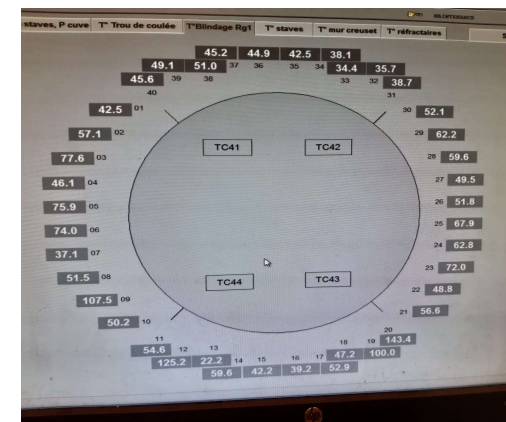 MAINTENANCE
staves, P cuve T° Trou de coulée T°Blindage Rg1 T° staves T° mur creuset T° réfractaires S
45.2 44.9 42.5 38.1
49.1 51.0 37 36 35 34 34.4 35.7
45.6 39 38 33 32 38.7
40 31
42.5 01 30 52.1
57.1 02 29 62.2
TC41 TC42
77.6 03 28 59.6
46.1 04 27 49.5
75.9 05 26 51.8
74.0 06 25 67.9
37.1 07 24 62.8
51.5 08 23 72.0
TC44 TC43
107.5 09 22 48.8
50.2 10 21 56.6
11 20
54.6 12 13 18 19 143.4
125.2 22.2 14 15 16 17 47.2 100.0
59.6 42.2 39.2 52.9
hp